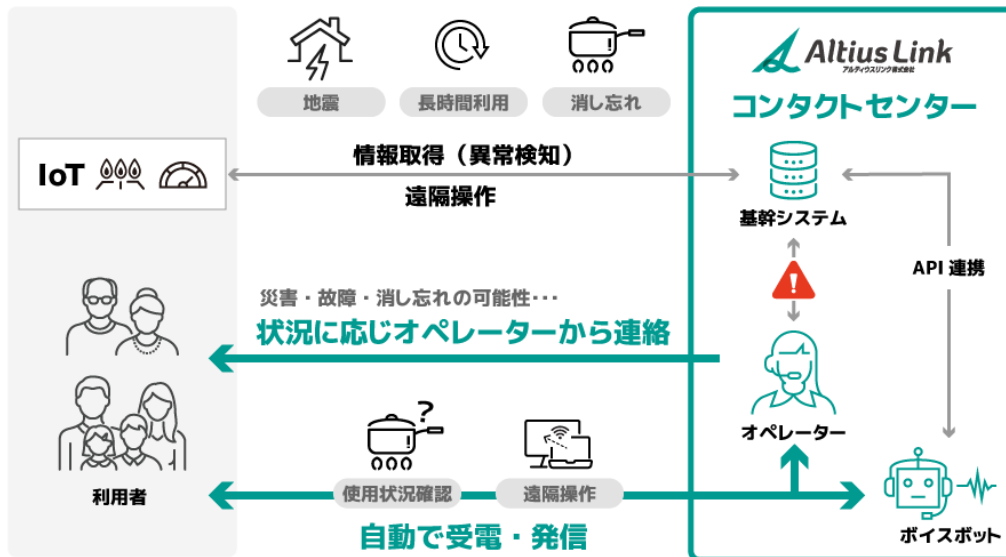 地震
長時間利用
消し忘れ
Altius Link
アルティウスリンク株式会社
コンタクトセンター
IoT
情報取得（異常検知）
遠隔操作
基幹システム
API 連携
!
災害・故障・消し忘れの可能性・・・
状況に応じオペレーターから連絡
オペレーター
?
使用状況確認
遠隔操作
利用者
自動で受電・発信
ボイスボット